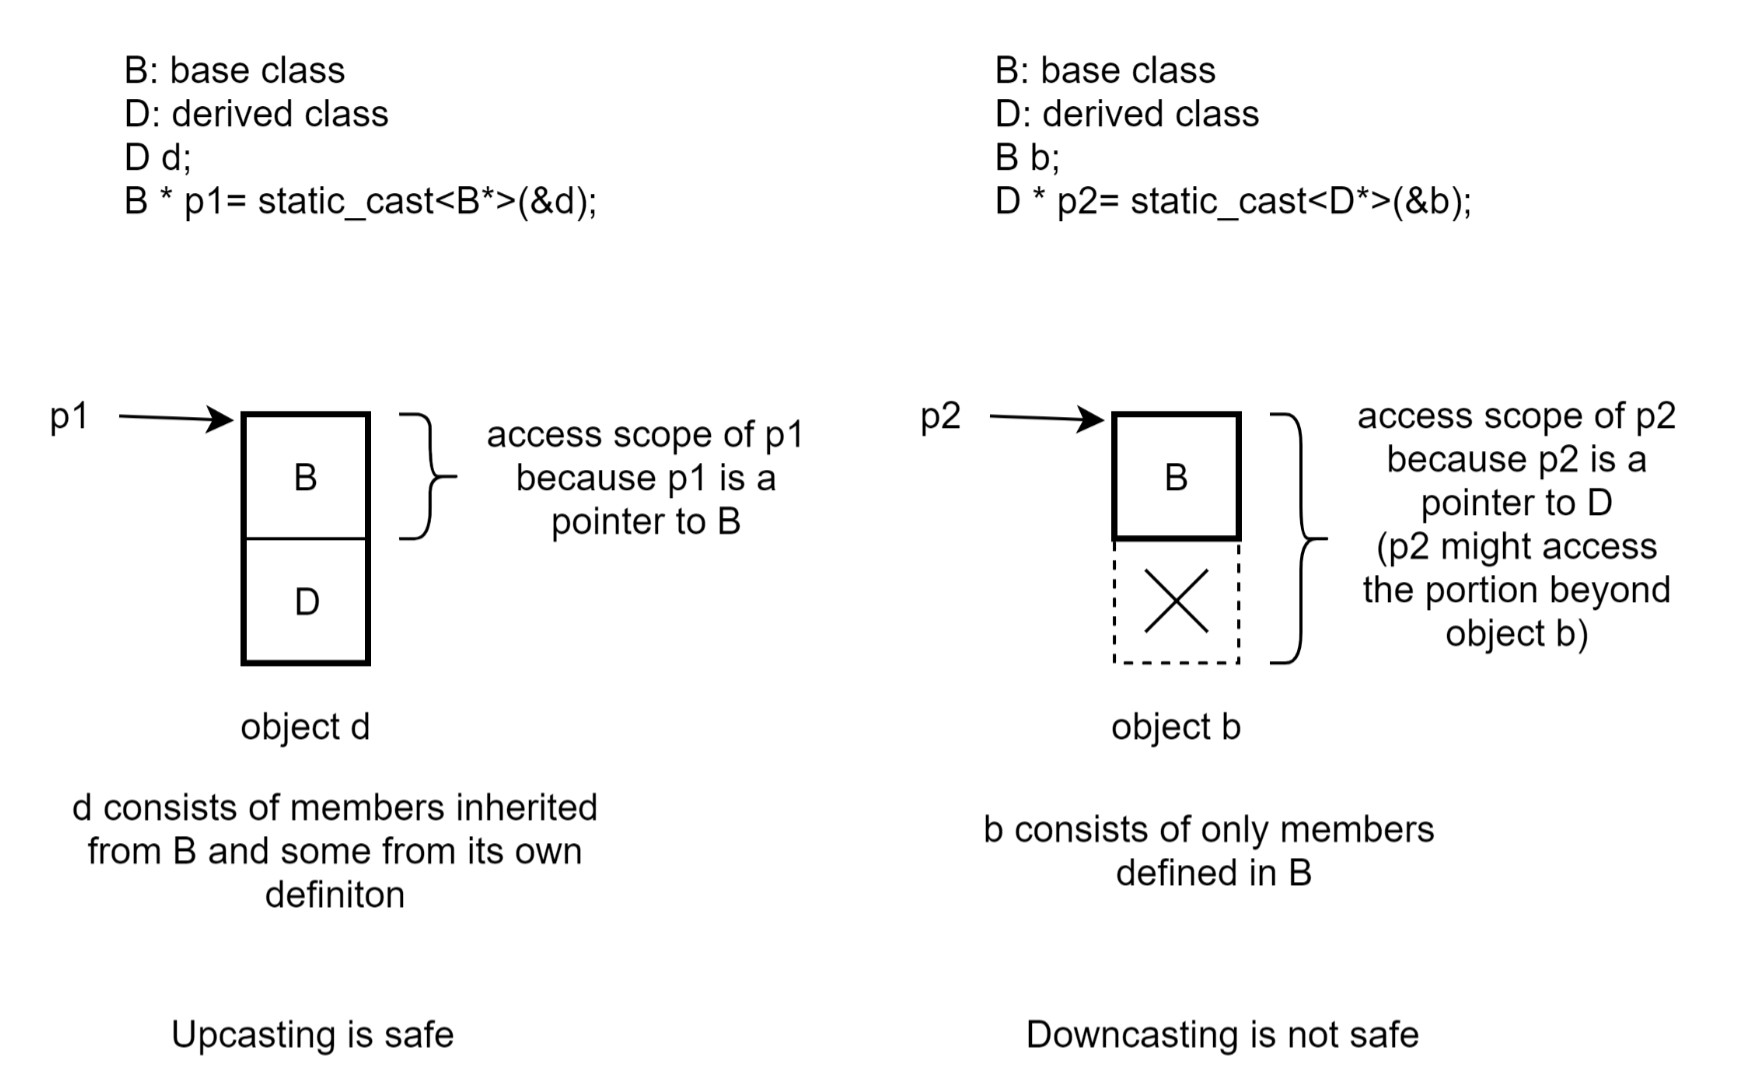 B: base class
D: derived class
D d;
B * p1= static_cast<B*>(&d);
p1
B
D
access scope of p1
because p1 is a
pointer to B
object d
d consists of members inherited
from B and some from its own
definiton
Upcasting is safe
B: base class
D: derived class
B b;
D * p2= static_cast<D*>(&b);
p2
B
access scope of p2
because p2 is a
pointer to D
(p2 might access
the portion beyond
object b)
object b
b consists of only members
defined in B
Downcasting is not safe